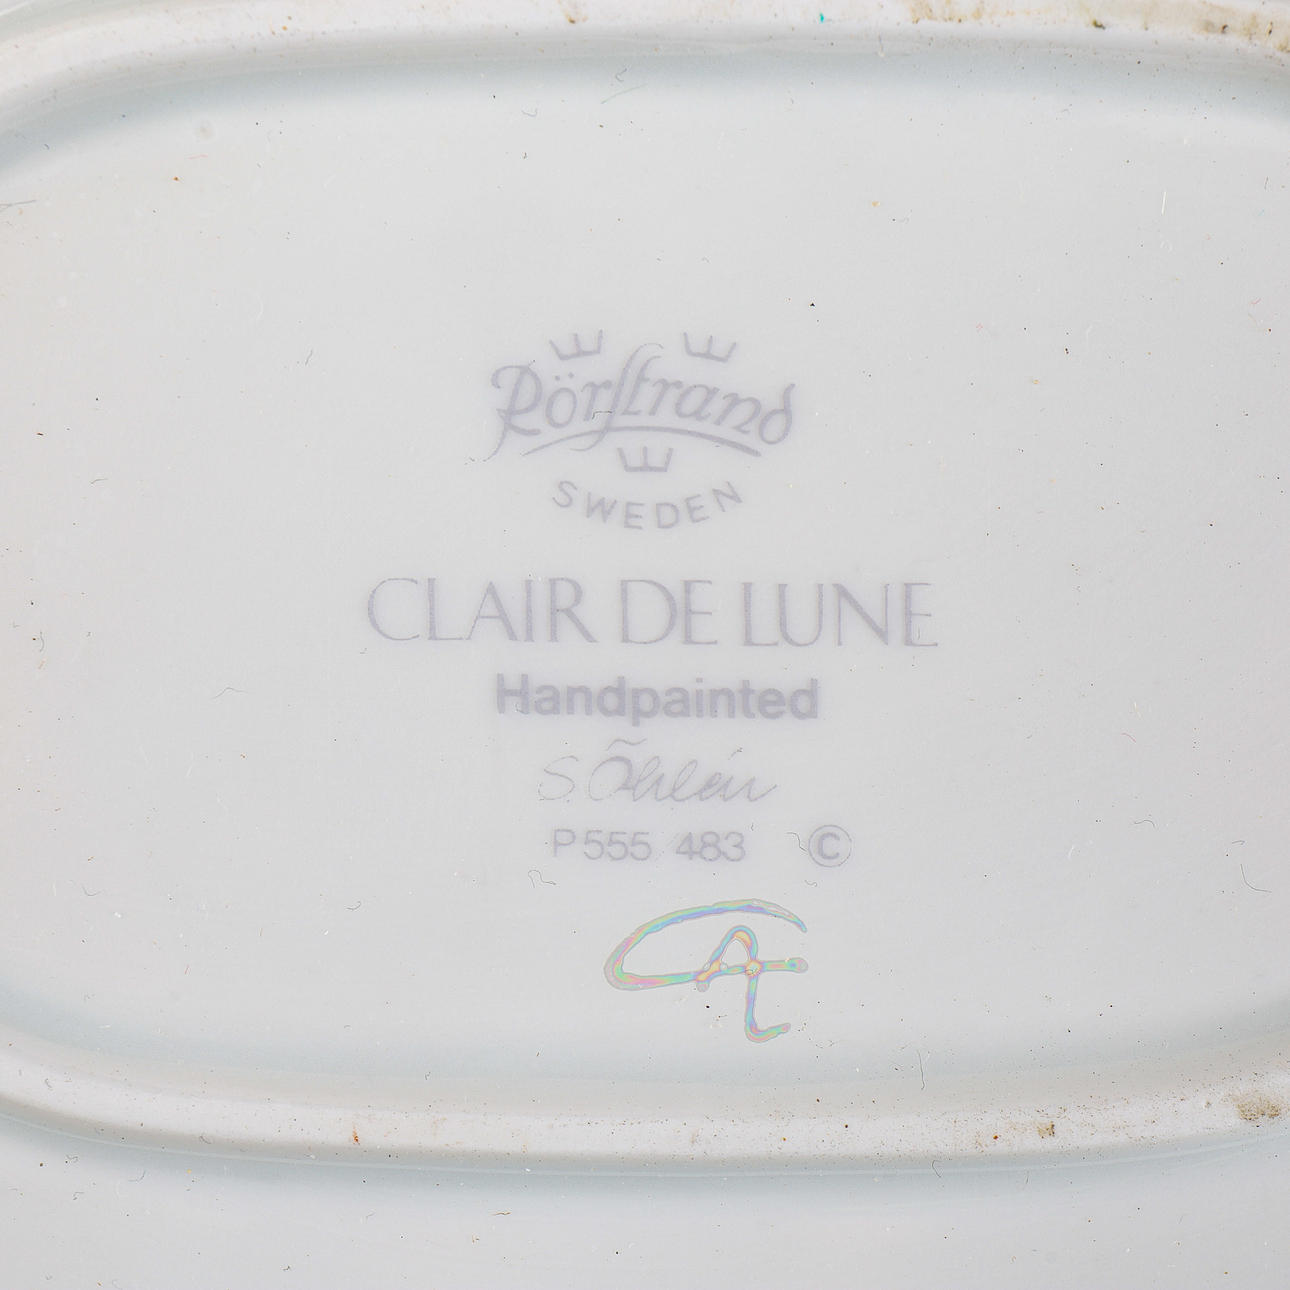 Rörstrand
SWEDEN
CLAIR DE LUNE
Handpainted
S. Öhlén
P555 483 ©